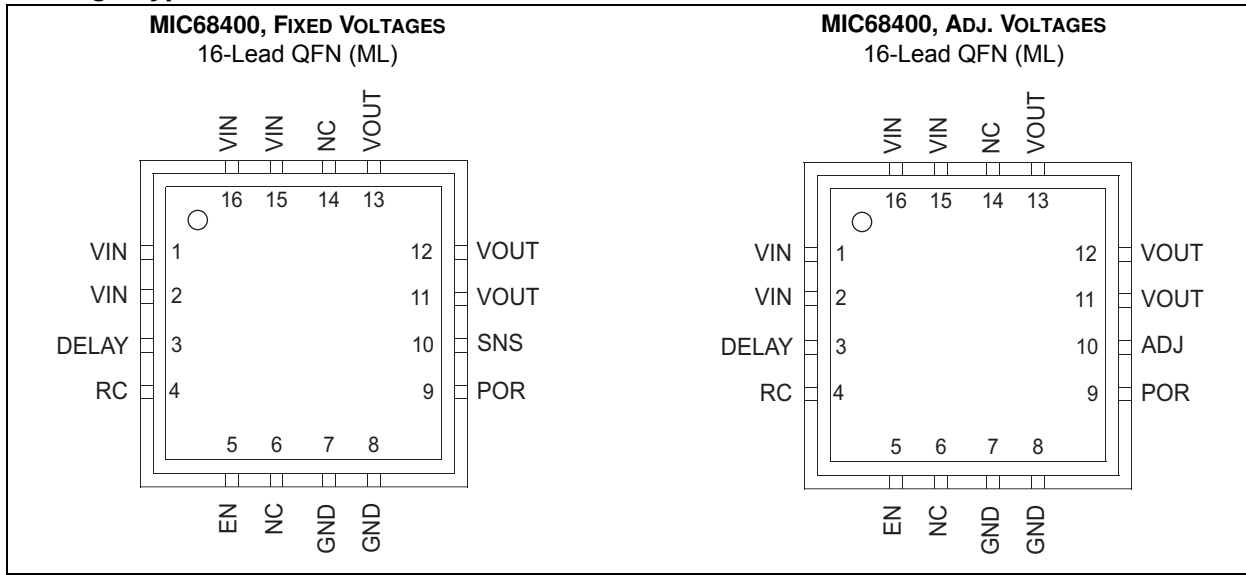 MIC68400, FIXED VOLTAGES
16-Lead QFN (ML)
VIN
VIN
NC
VOUT
16
15
14
13
VIN
1
12
VOUT
VIN
2
11
VOUT
DELAY
3
10
SNS
RC
4
9
POR
5
6
7
8
EN
NC
GND
GND
MIC68400, ADJ. VOLTAGES
16-Lead QFN (ML)
VIN
VIN
NC
VOUT
16
15
14
13
VIN
1
12
VOUT
VIN
2
11
VOUT
DELAY
3
10
ADJ
RC
4
9
POR
5
6
7
8
EN
NC
GND
GND